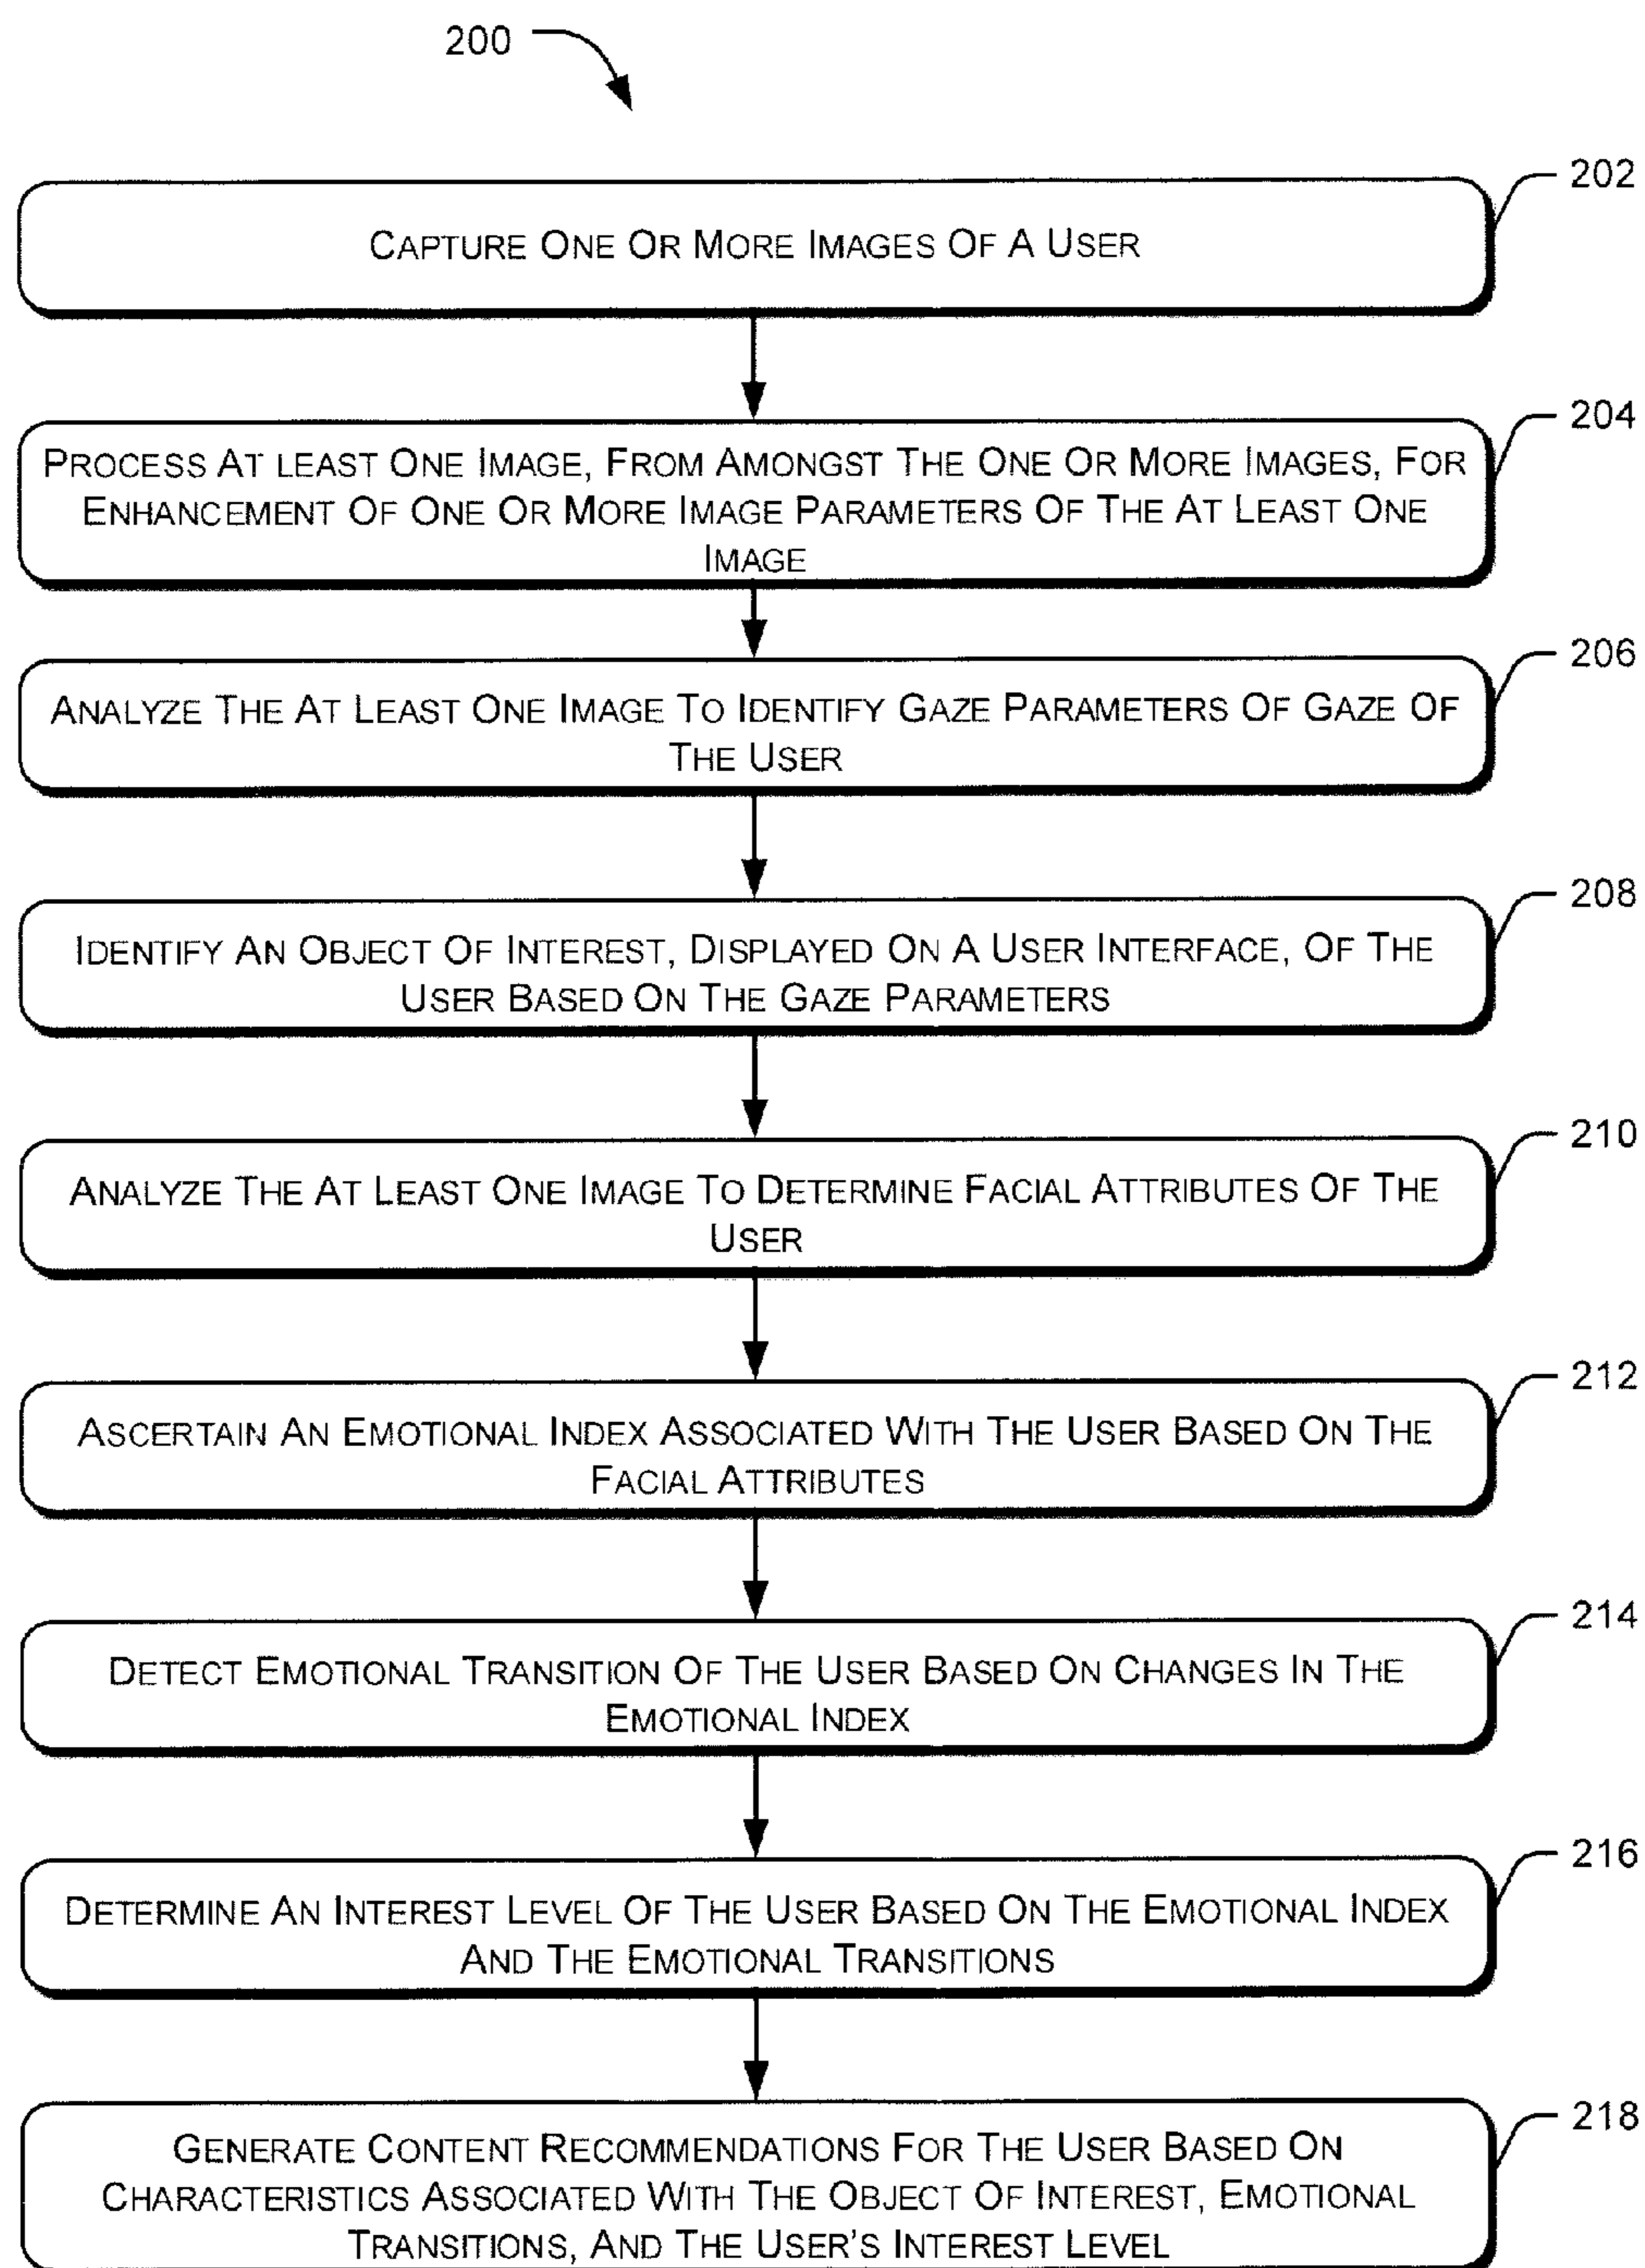 200
202
CAPTURE ONE OR MORE IMAGES OF A USER
204
PROCESS AT LEAST ONE IMAGE, FROM AMONGST THE ONE OR MORE IMAGES, FOR
ENHANCEMENT OF ONE OR MORE IMAGE PARAMETERS OF THE AT LEAST ONE
IMAGE
206
ANALYZE THE AT LEAST ONE IMAGE TO IDENTIFY GAZE PARAMETERS OF GAZE OF
THE USER
208
IDENTIFY AN OBJECT OF INTEREST, DISPLAYED ON A USER INTERFACE, OF THE
USER BASED ON THE GAZE PARAMETERS
210
ANALYZE THE AT LEAST ONE IMAGE TO DETERMINE FACIAL ATTRIBUTES OF THE
USER
212
ASCERTAIN AN EMOTIONAL INDEX ASSOCIATED WITH THE USER BASED ON THE
FACIAL ATTRIBUTES
214
DETECT EMOTIONAL TRANSITION OF THE USER BASED ON CHANGES IN THE
EMOTIONAL INDEX
216
DETERMINE AN INTEREST LEVEL OF THE USER BASED ON THE EMOTIONAL INDEX
AND THE EMOTIONAL TRANSITIONS
218
GENERATE CONTENT RECOMMENDATIONS FOR THE USER BASED ON
CHARACTERISTICS ASSOCIATED WITH THE OBJECT OF INTEREST, EMOTIONAL
TRANSITIONS, AND THE USER'S INTEREST LEVEL